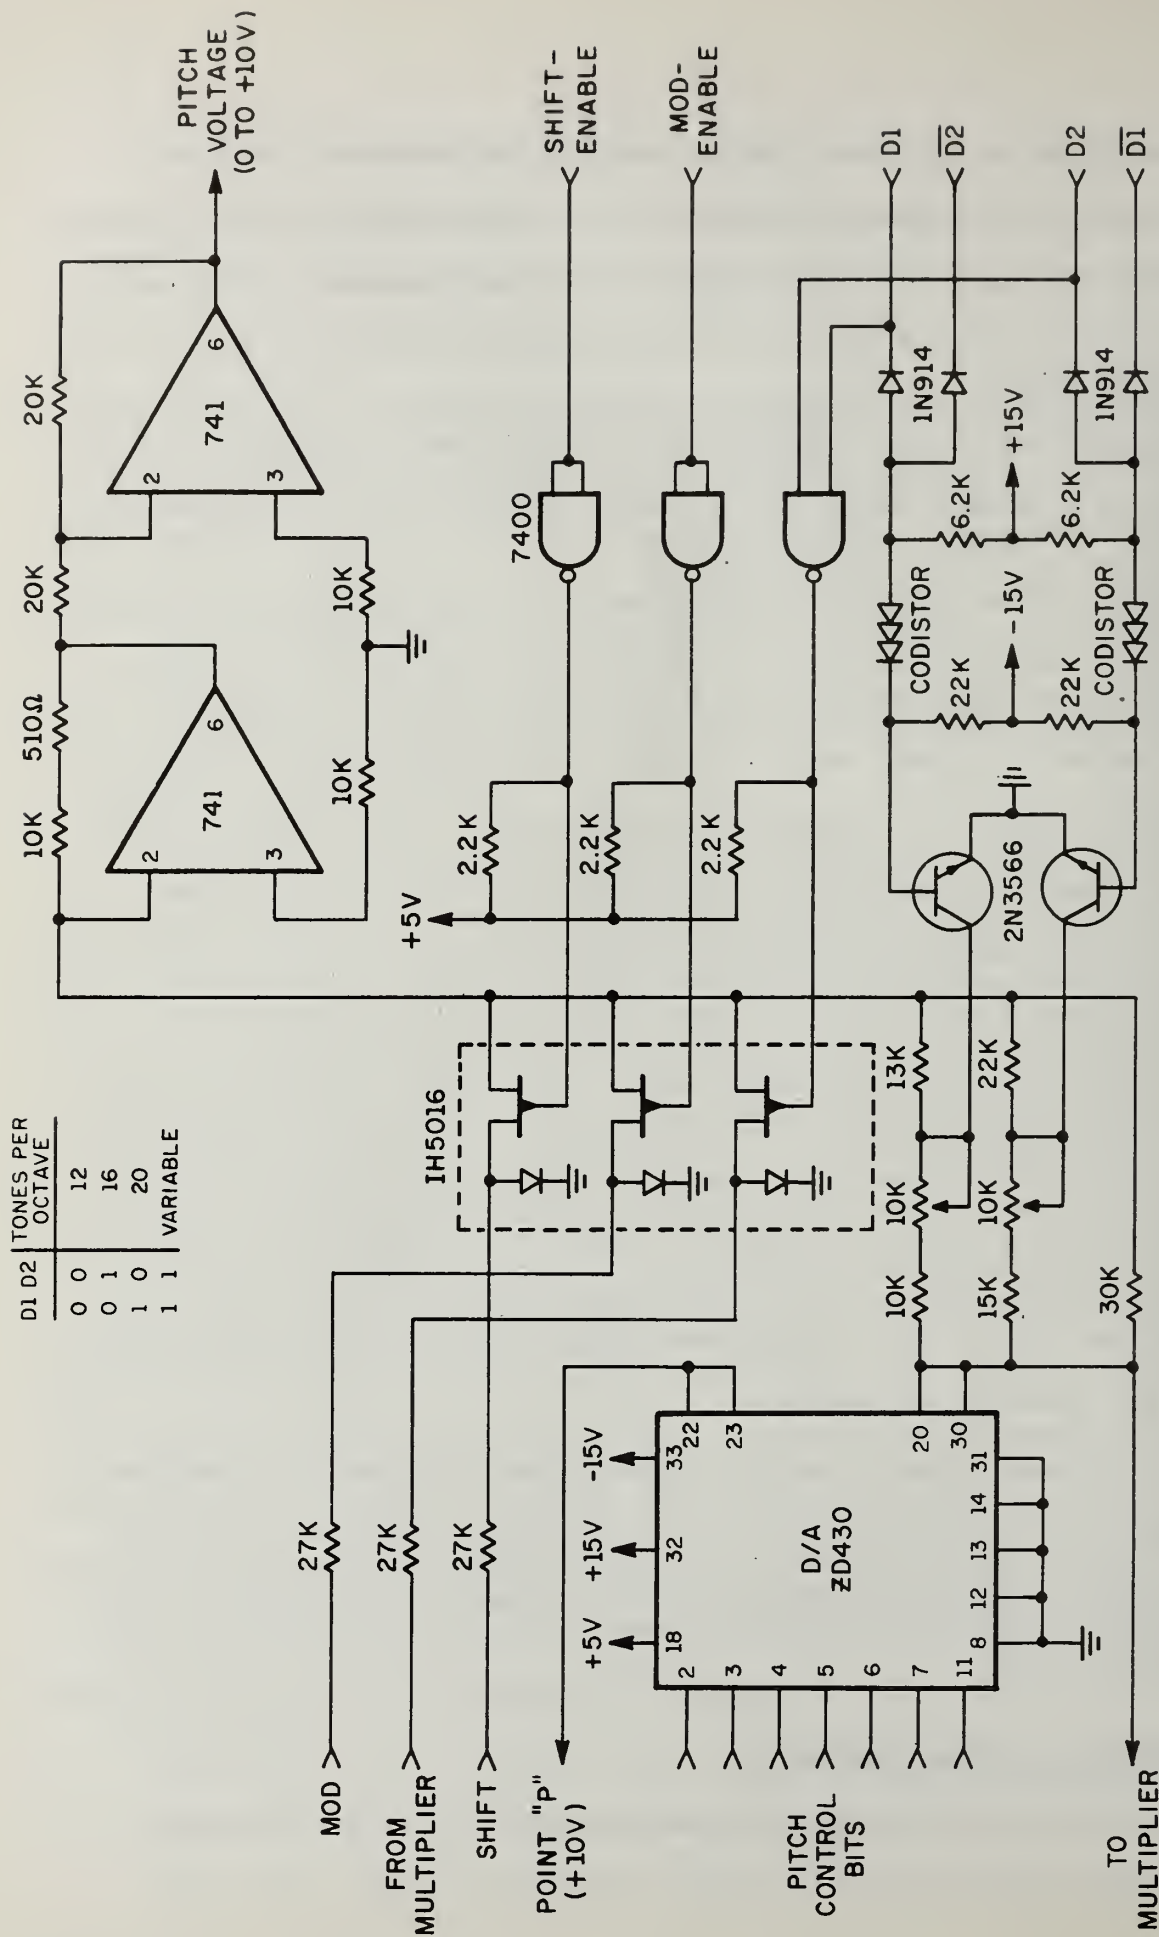 PITCH
VOLTAGE
(0 TO +10V)
SHIFT-
ENABLE
MOD-
ENABLE
D1
D̅2̅
D2
D̅1̅
20K
741
2
3
6
20K
510Ω
10K
10K
10K
741
2
3
6
7400
1N914
1N914
6.2K
6.2K
+15V
CODISTOR
CODISTOR
-15V
22K
22K
2.2K
2.2K
2.2K
+5V
2N3566
IH5016
13K
22K
10K
10K
10K
15K
30K
D1 D2 TONES PER
OCTAVE
0 0 12
0 1 16
1 0 20
1 1 VARIABLE
27K
27K
27K
MOD
FROM
MULTIPLIER
SHIFT
POINT "P"
(+10V)
+5V
+15V
-15V
18
32
33
22
23
D/A
ZD430
20
30
2
3
4
5
6
7
11
8
12
13
14
31
PITCH
CONTROL
BITS
TO
MULTIPLIER